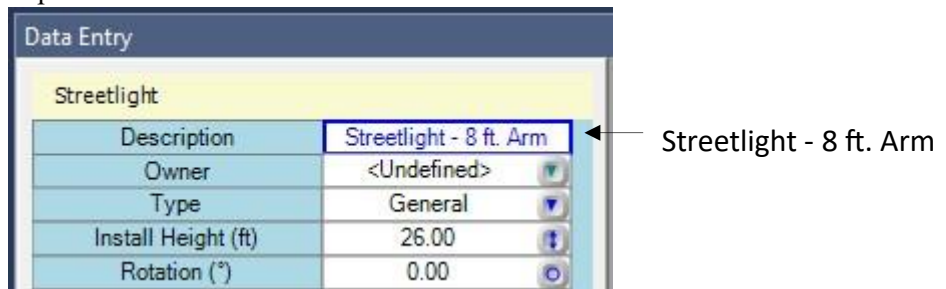 Data Entry
Streetlight
Description Streetlight - 8 ft. Arm
Streetlight - 8 ft. Arm
Owner <Undefined>
Type General
Install Height (ft) 26.00
Rotation (°) 0.00